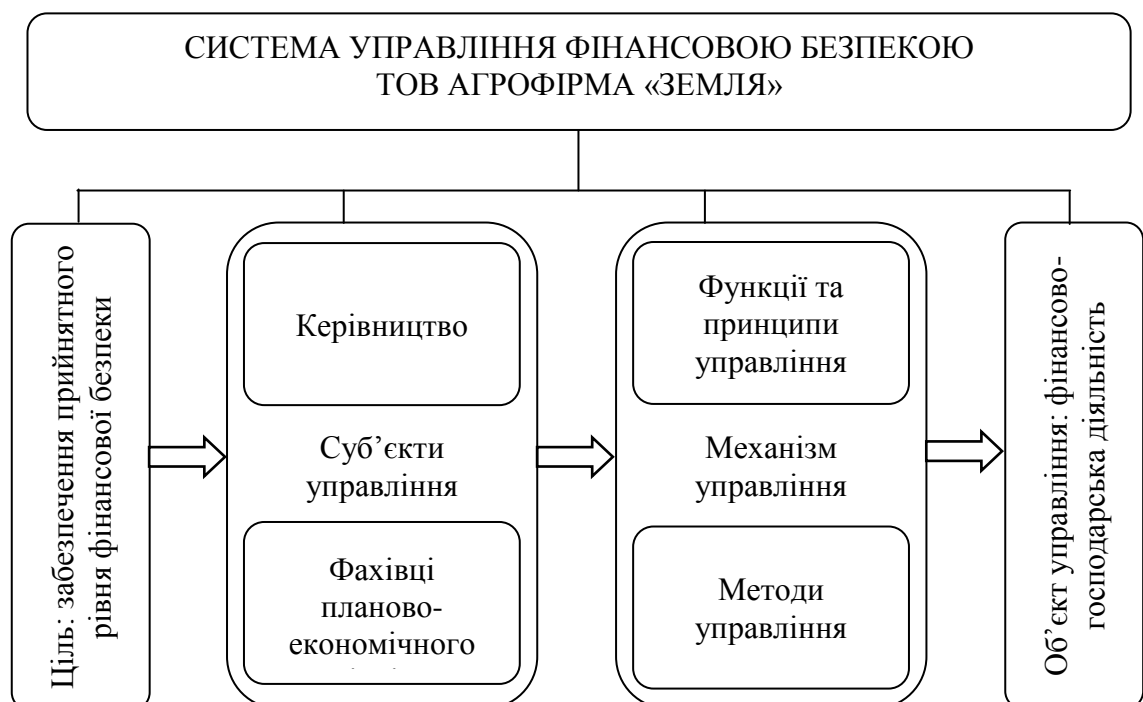 СИСТЕМА УПРАВЛІННЯ ФІНАНСОВОЮ БЕЗПЕКОЮ
ТОВ АГРОФІРМА «ЗЕМЛЯ»
Ціль: забезпечення прийнятного
рівня фінансової безпеки
Керівництво
Суб’єкти
управління
Фахівці
планово-
економічного
Функції та
принципи
управління
Механізм
управління
Методи
управління
Об’єкт управління: фінансово-
господарська діяльність